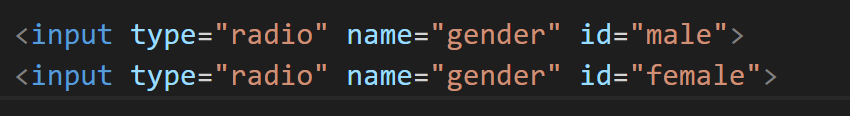 <input type="radio" name="gender" id="male">
<input type="radio" name="gender" id="female">